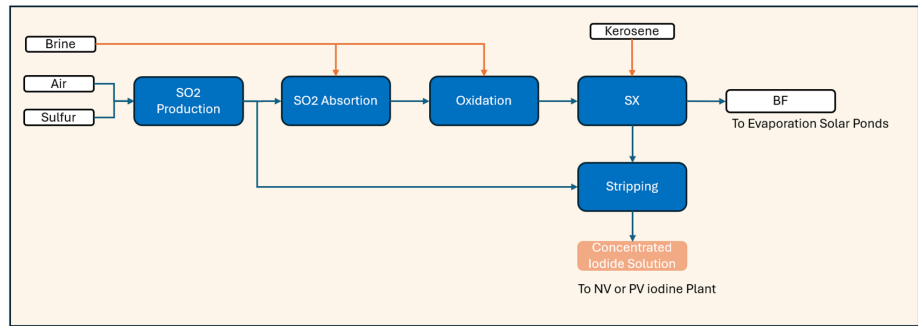 Kerosene
Brine
Air
Sulfur
SO2
Production
SO2 Absortion
Oxidation
SX
BF
To Evaporation Solar Ponds
Stripping
Concentrated
Iodide Solution
To NV or PV iodine Plant